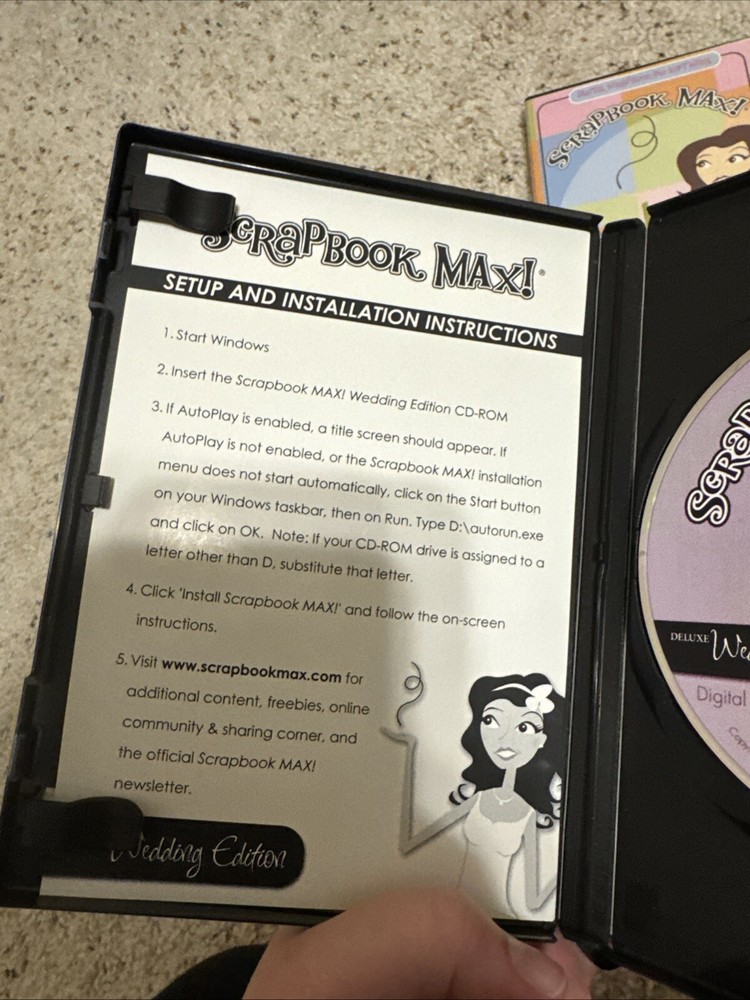 SCRAPBOOK MAX!
SCRAPBOOK MAX!®
SETUP AND INSTALLATION INSTRUCTIONS
1. Start Windows
2. Insert the Scrapbook MAX! Wedding Edition CD-ROM
3. If AutoPlay is enabled, a title screen should appear. If
AutoPlay is not enabled, or the Scrapbook MAX! installation
menu does not start automatically, click on the Start button
on your Windows taskbar, then on Run. Type D:\autorun.exe
and click on OK. Note: If your CD-ROM drive is assigned to a
letter other than D, substitute that letter.
4. Click 'Install Scrapbook MAX!' and follow the on-screen
instructions.
5. Visit www.scrapbookmax.com for
additional content, freebies, online
community & sharing corner, and
the official Scrapbook MAX!
newsletter.
Wedding Edition
DELUXE
Digital